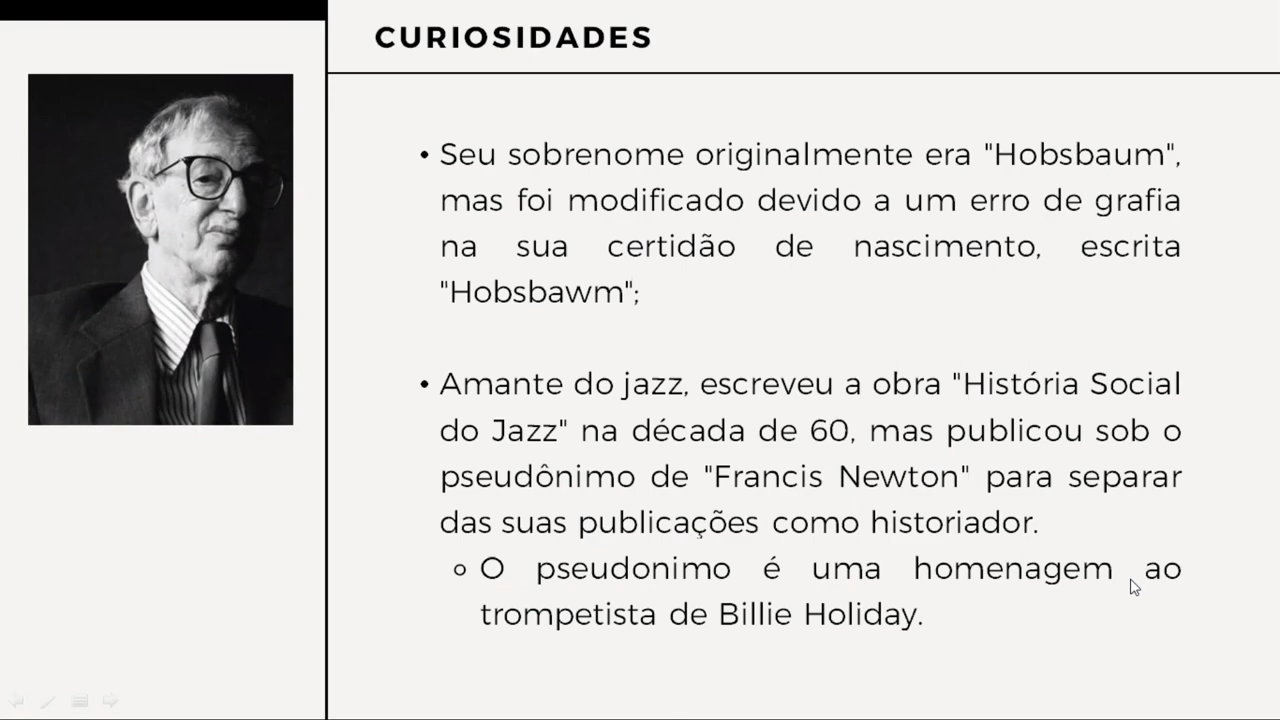 CURIOSIDADES
• Seu sobrenome originalmente era "Hobsbaum",
mas foi modificado devido a um erro de grafia
na sua certidão de nascimento, escrita
"Hobsbawm";
• Amante do jazz, escreveu a obra "História Social
do Jazz" na década de 60, mas publicou sob o
pseudônimo de "Francis Newton" para separar
das suas publicações como historiador.
○ O pseudonimo é uma homenagem ao
trompetista de Billie Holiday.